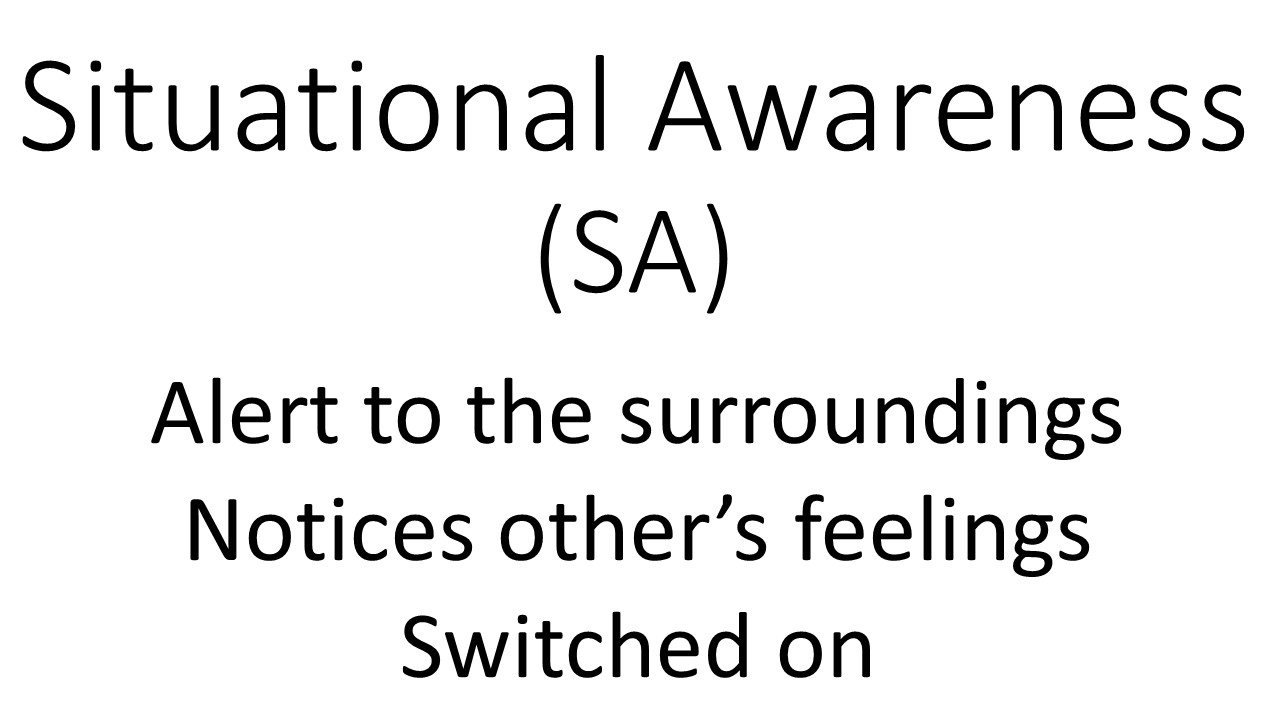 Situational Awareness
(SA)
Alert to the surroundings
Notices other’s feelings
Switched on